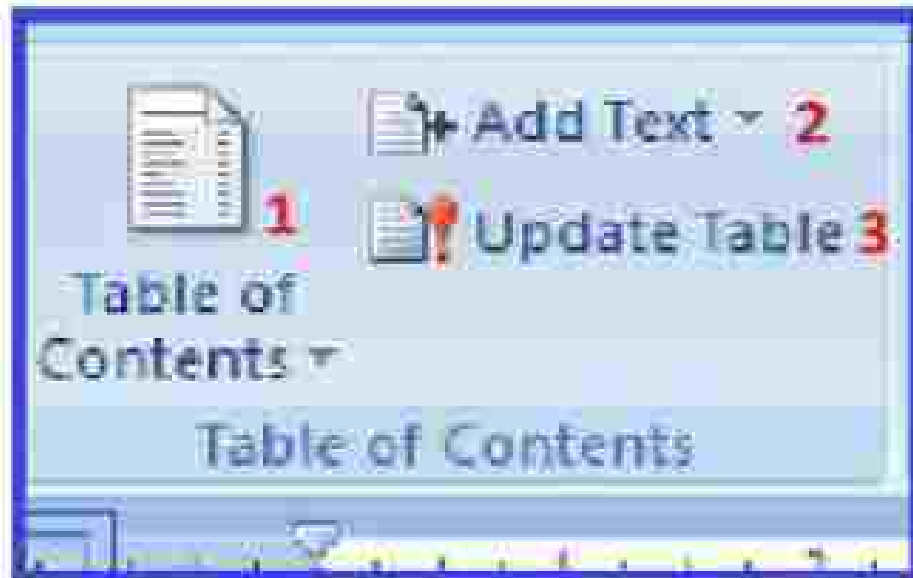 Add Text 2
1
Update Table 3
Table of
Contents
Table of Contents